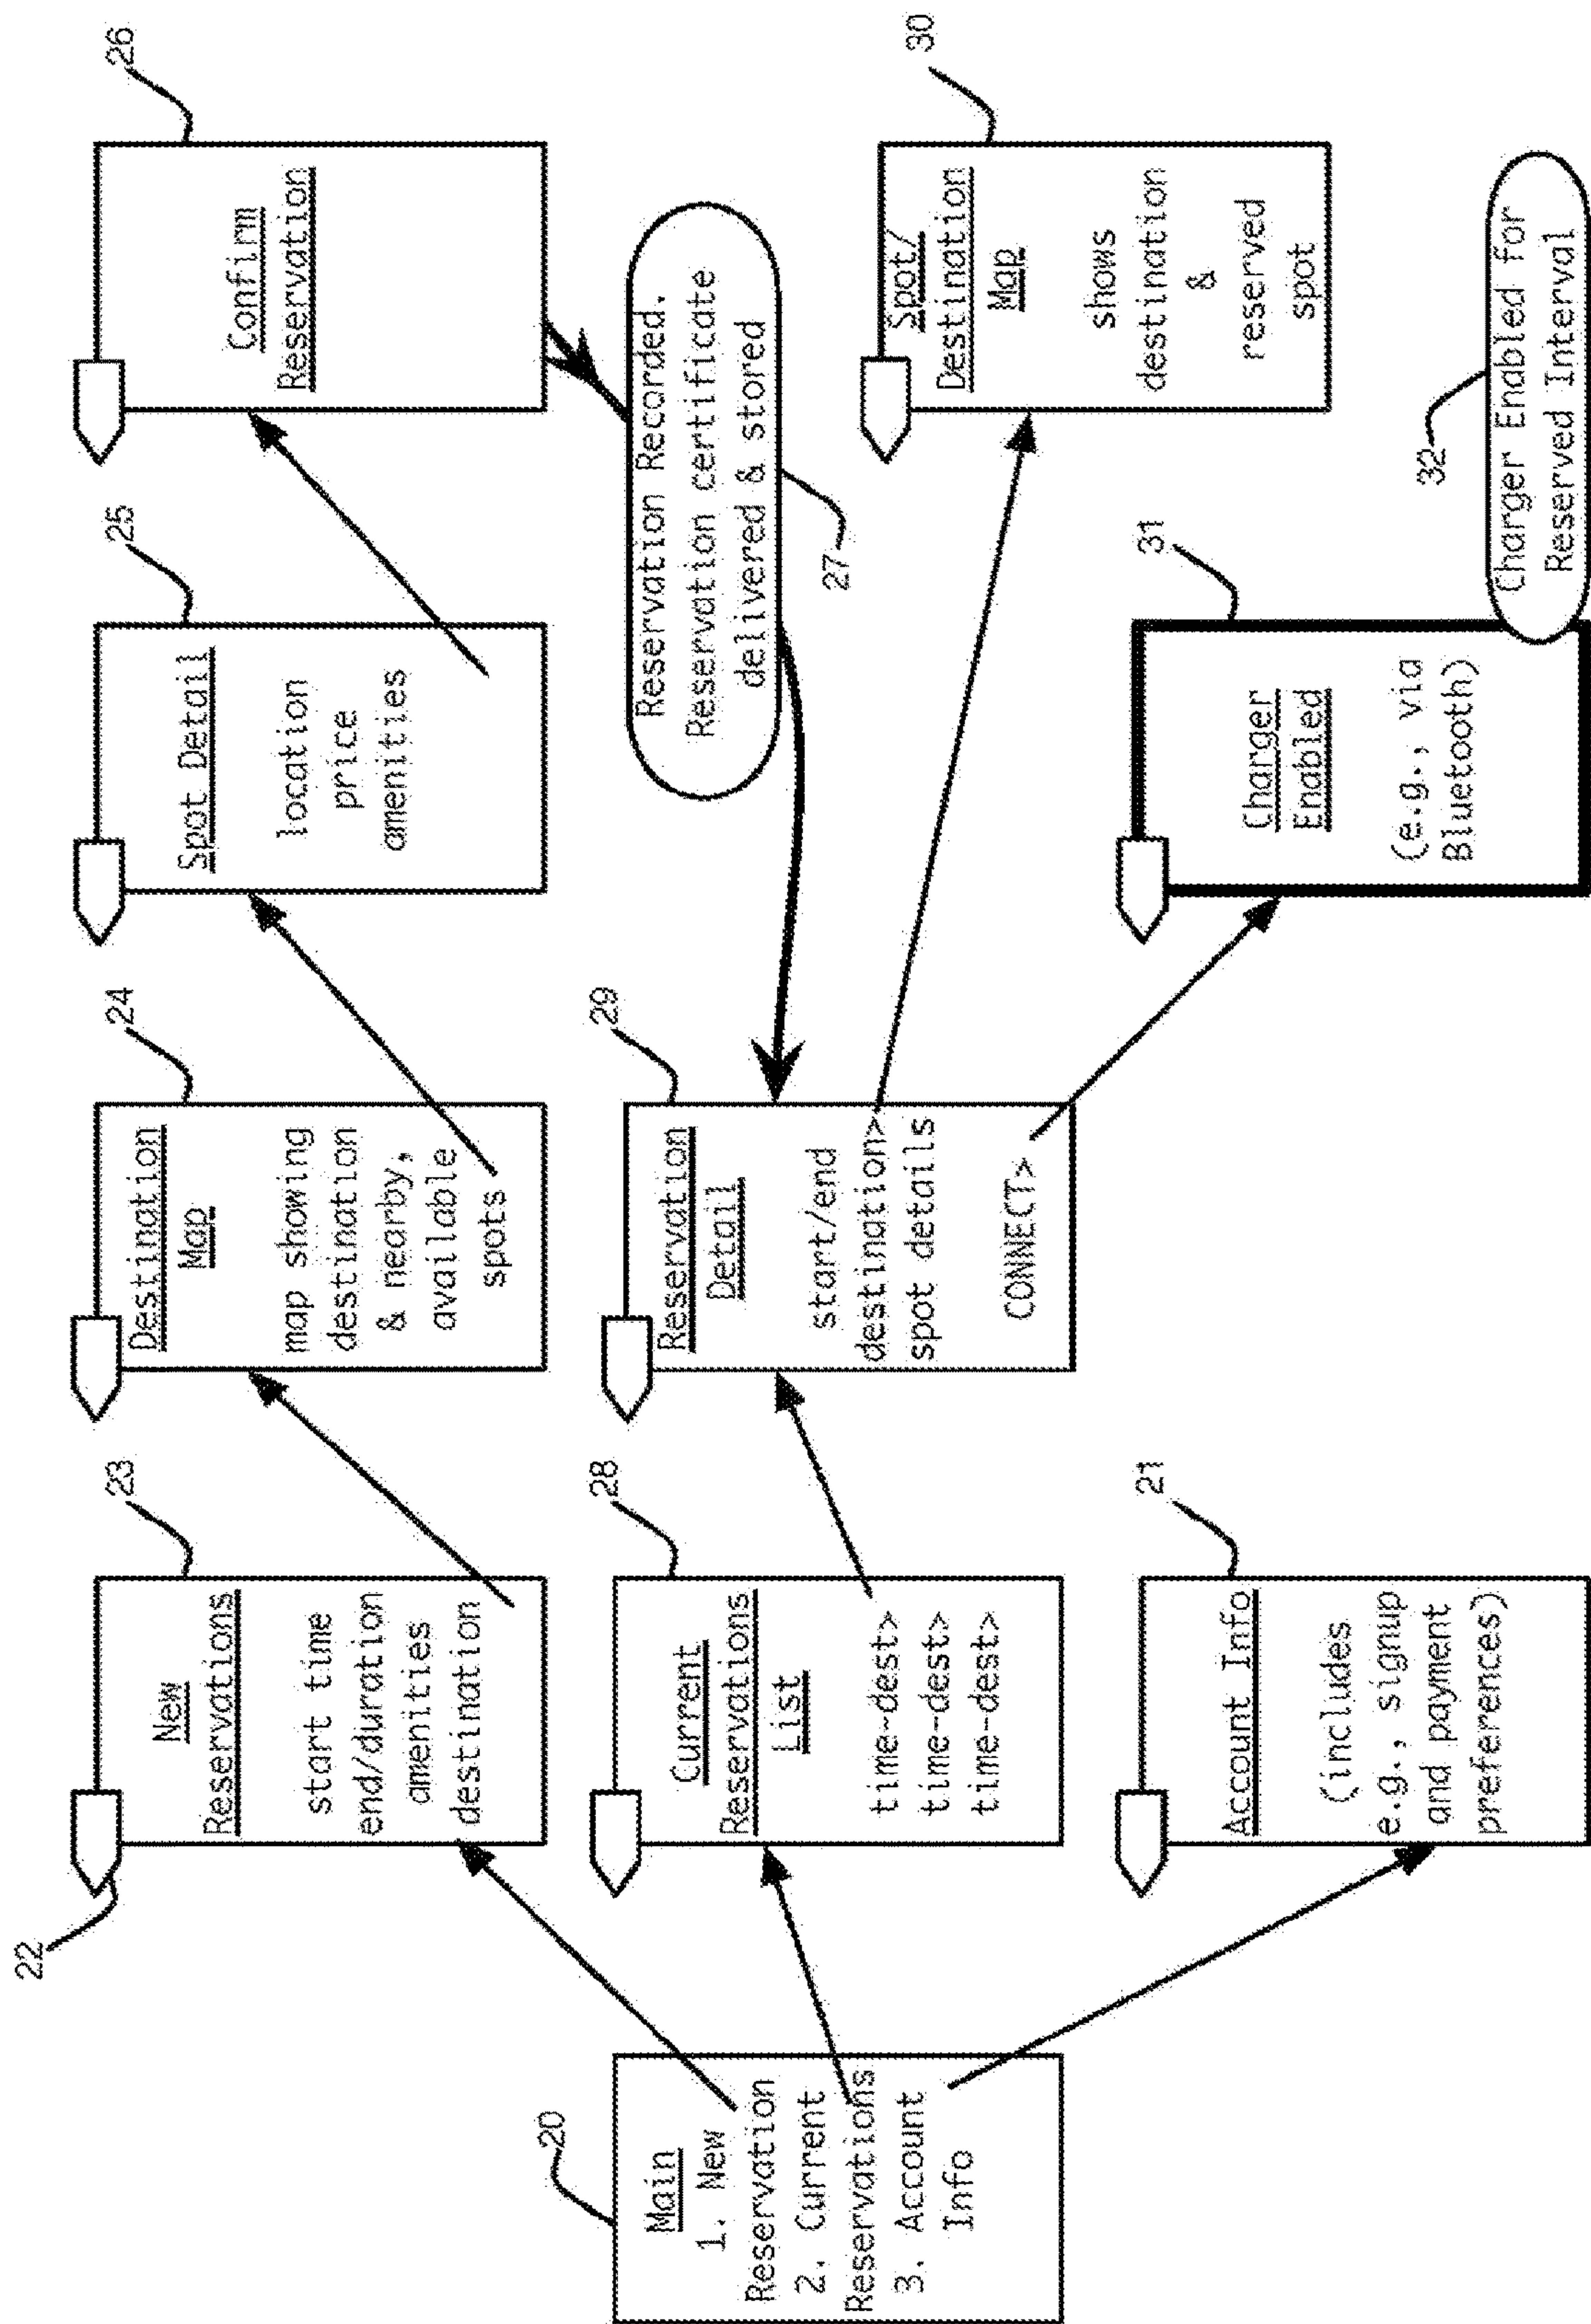 20
Main
1. New
Reservation
2. Current
Reservations
3. Account
Info
22
23
New
Reservations
start time
end/duration
amenities
destination
24
Destination
Map
map showing
destination
& nearby,
available
spots
25
Spot Detail
location
price
amenities
26
Confirm
Reservation
Reservation Recorded.
Reservation certificate
delivered & stored
27
28
Current
Reservations
List
time-dest>
time-dest>
time-dest>
29
Reservation
Detail
start/end
destination>
spot details
CONNECT>
30
Spot/
Destination
Map
shows
destination
&
reserved
spot
21
Account Info
(includes
e.g., signup
and payment
preferences)
31
Charger
Enabled
(e.g., via
Bluetooth)
32
Charger Enabled for
Reserved Interval